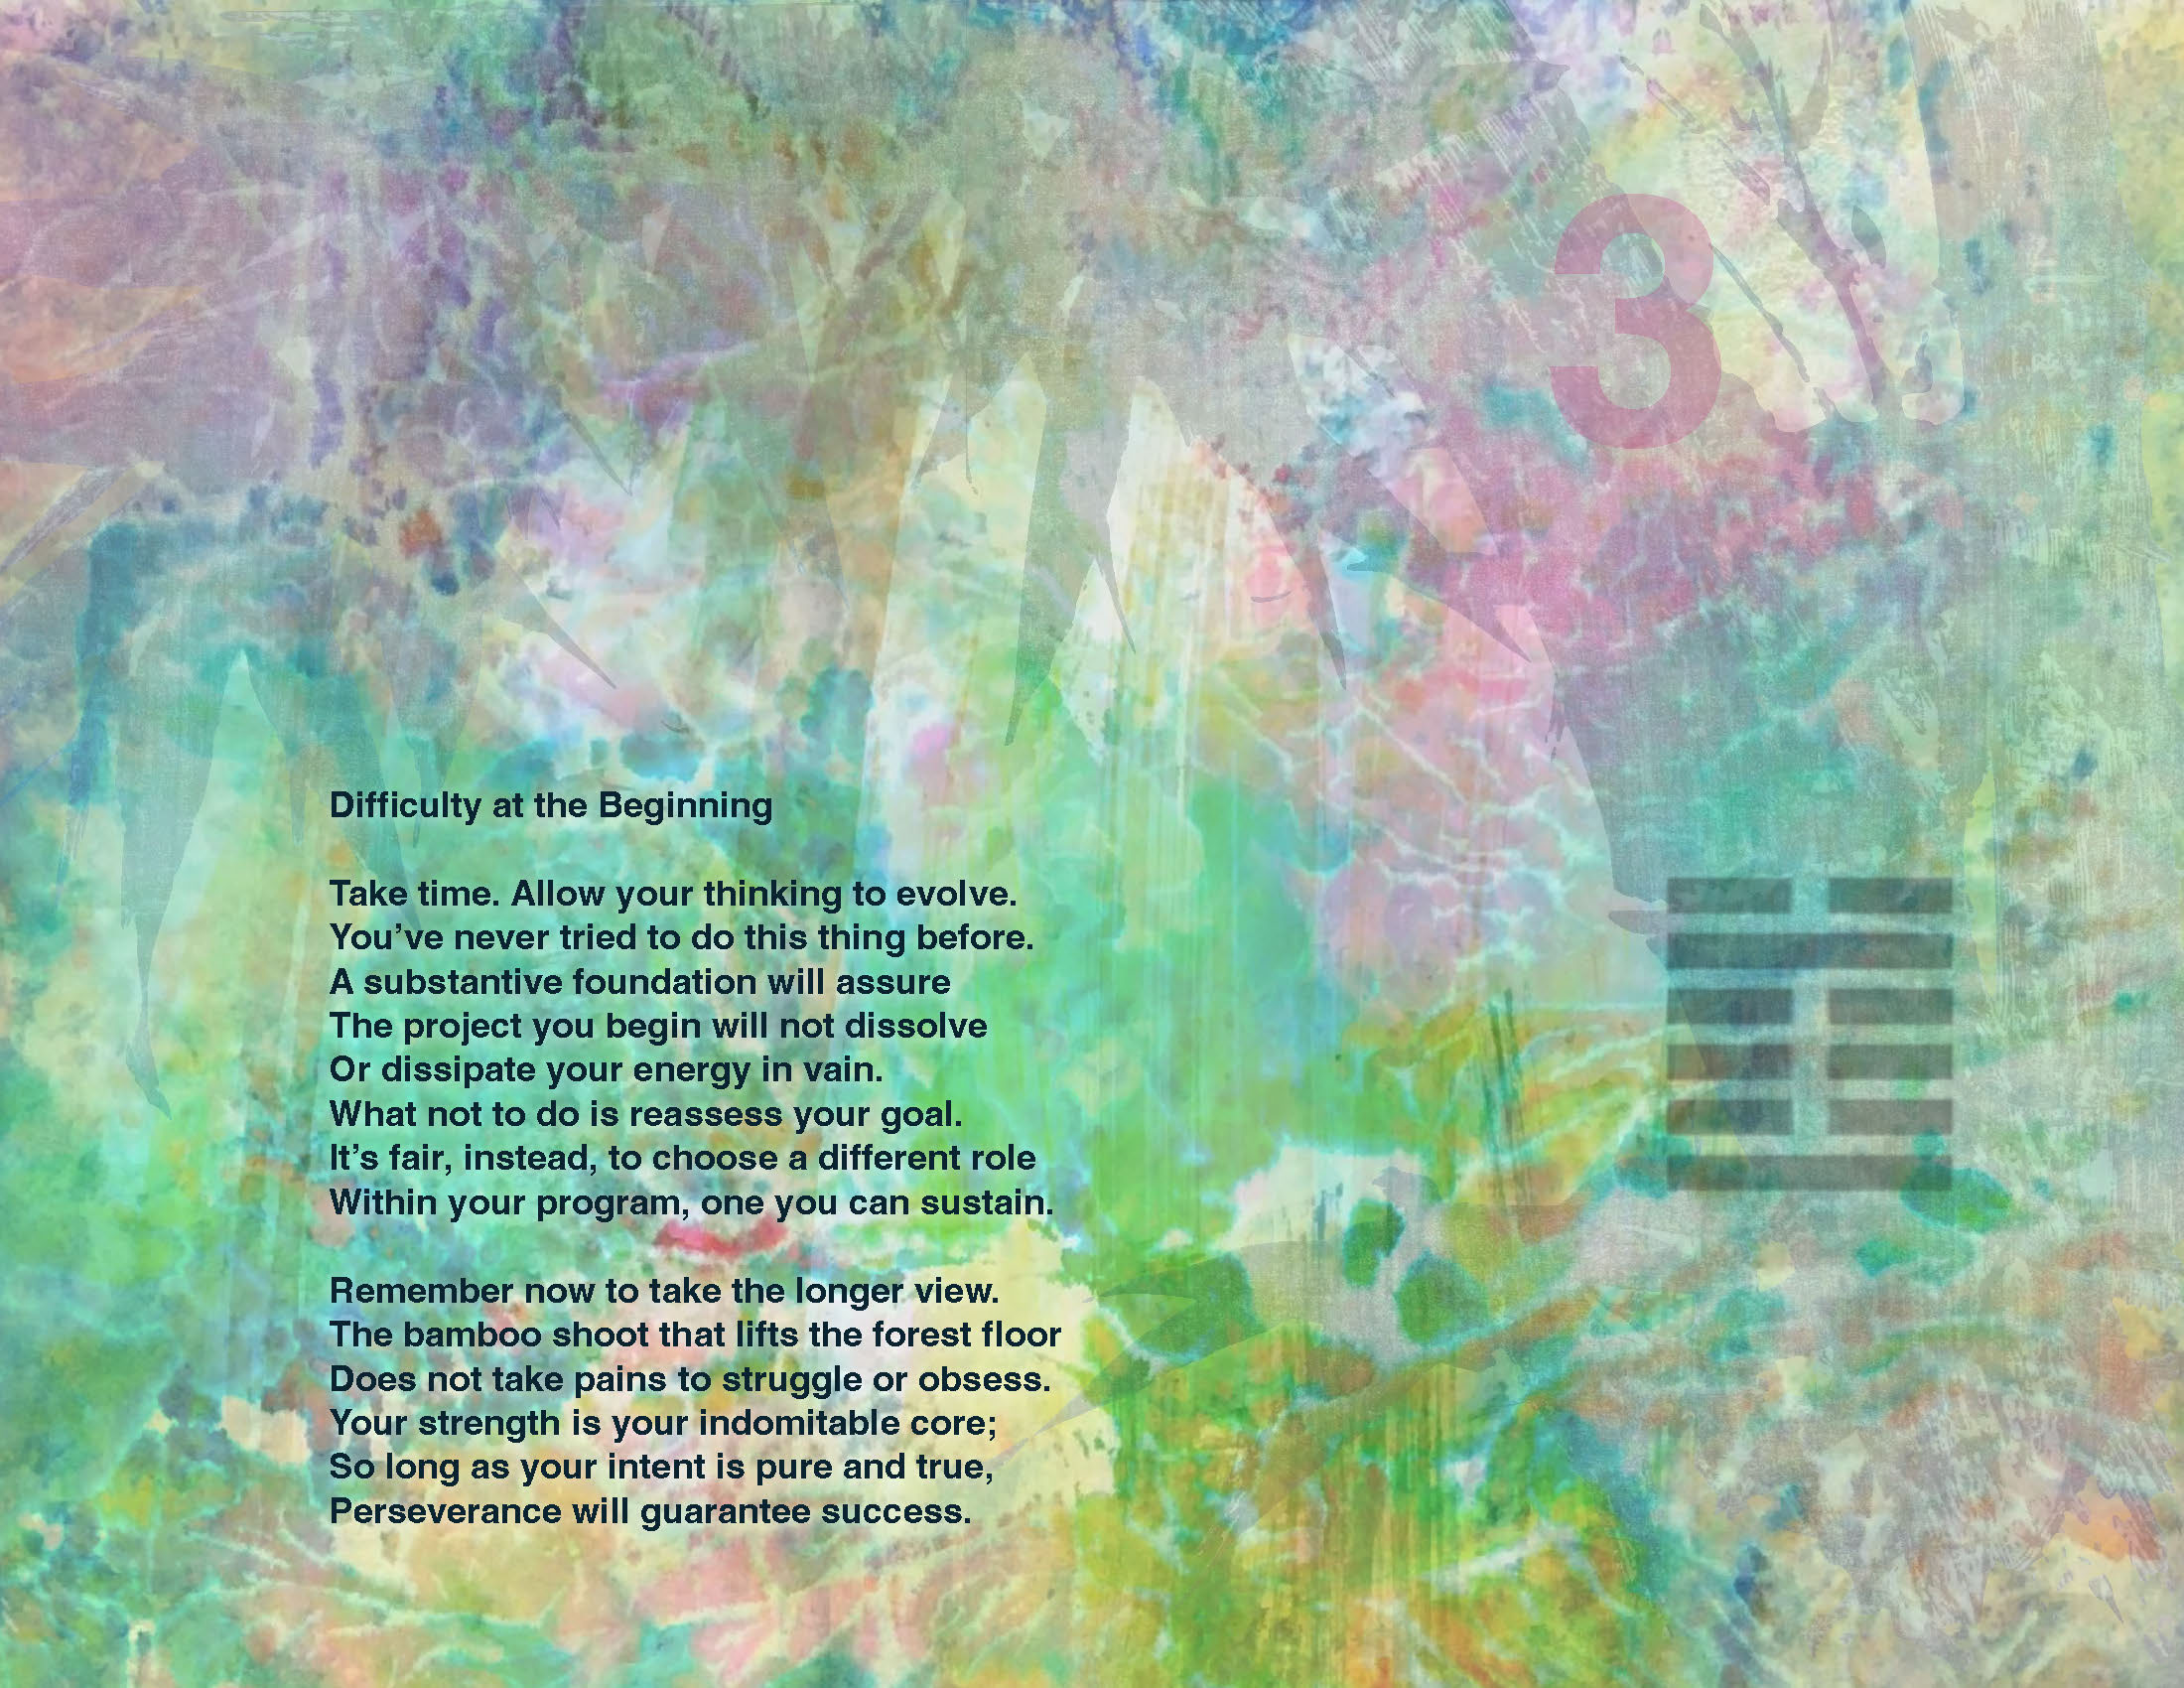 3
Difficulty at the Beginning
Take time. Allow your thinking to evolve.
You’ve never tried to do this thing before.
A substantive foundation will assure
The project you begin will not dissolve
Or dissipate your energy in vain.
What not to do is reassess your goal.
It’s fair, instead, to choose a different role
Within your program, one you can sustain.
Remember now to take the longer view.
The bamboo shoot that lifts the forest floor
Does not take pains to struggle or obsess.
Your strength is your indomitable core;
So long as your intent is pure and true,
Perseverance will guarantee success.